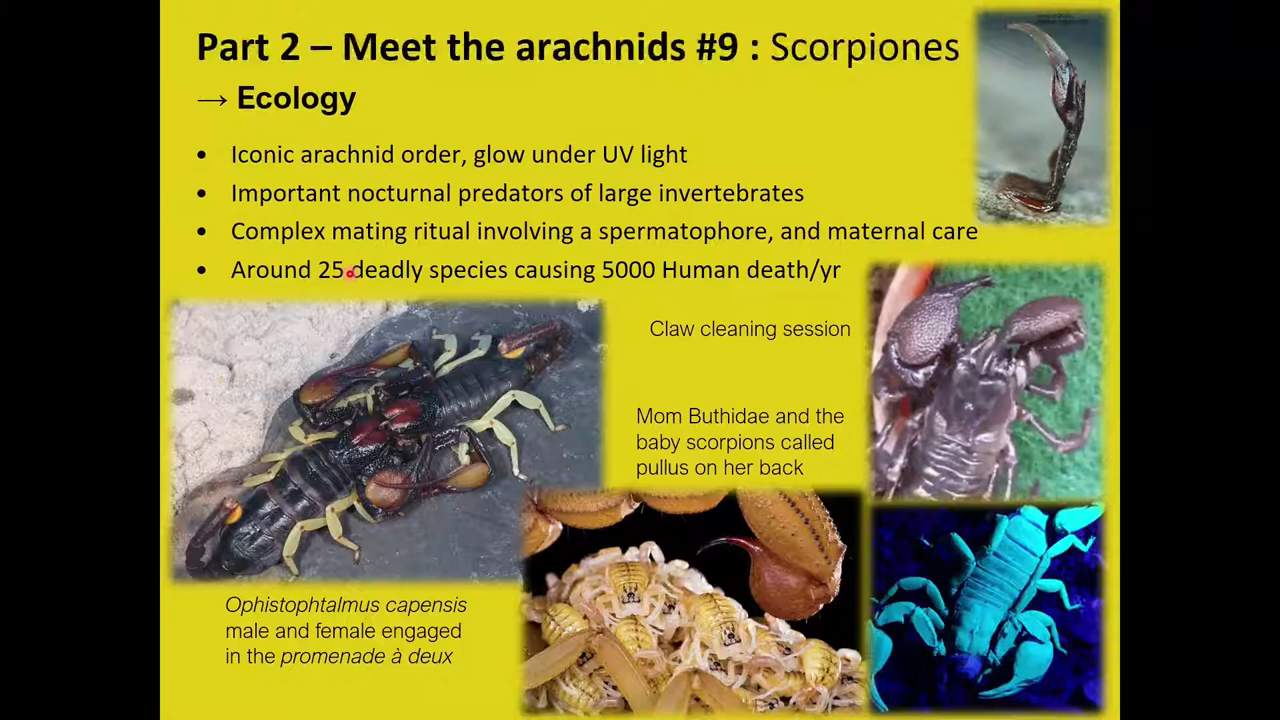 Part 2 – Meet the arachnids #9 : Scorpiones
→ Ecology
• Iconic arachnid order, glow under UV light
• Important nocturnal predators of large invertebrates
• Complex mating ritual involving a spermatophore, and maternal care
• Around 25 deadly species causing 5000 Human death/yr
Claw cleaning session
Mom Buthidae and the
baby scorpions called
pullus on her back
Ophistophtalmus capensis
male and female engaged
in the promenade à deux